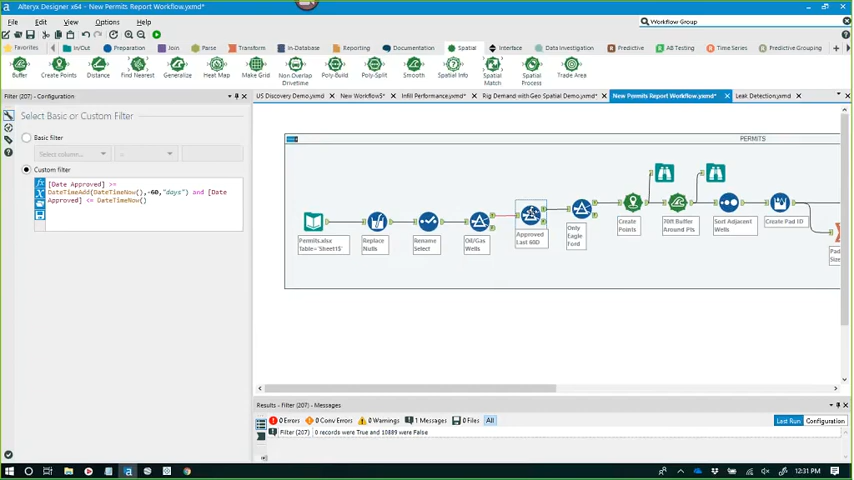 Alteryx Designer x64 - New Permits Report Workflow.yxmd*
File Edit View Options Help
Workflow Group
Favorites In/Out Preparation Join Parse Transform In-Database Reporting Documentation Spatial Interface Data Investigation Predictive AB Testing Time Series Predictive Grouping
Buffer Create Points Distance Find Nearest Generalize Heat Map Make Grid Non Overlap Drivetime Poly-Build Poly-Split Smooth Spatial Info Spatial Match Spatial Process Trade Area
Filter (207) - Configuration
US Discovery Demo.yxmd New Workflow5* Infill Performance.yxmd* Rig Demand with Geo Spatial Demo.yxmd* New Permits Report Workflow.yxmd* Leak Detection.yxmd
Select Basic or Custom Filter
Basic filter
Select column... =
Custom filter
[Date Approved] >=
DateTimeAdd(DateTimeNow(),-60,"days") and [Date
Approved] <= DateTimeNow()
PERMITS
Permits.xlsx
Table=`Sheet1$`
Replace
Nulls
Rename
Select
Oil/Gas
Wells
Approved
Last 60D
Only
Eagle
Ford
Create
Points
70ft Buffer
Around Pts
Sort Adjacent
Wells
Create Pad ID
Pad
Size
Results - Filter (207) - Messages
0 Errors 0 Conv Errors 0 Warnings 1 Messages 0 Files All
Last Run Configuration
Filter (207) 0 records were True and 10889 were False
12:31 PM